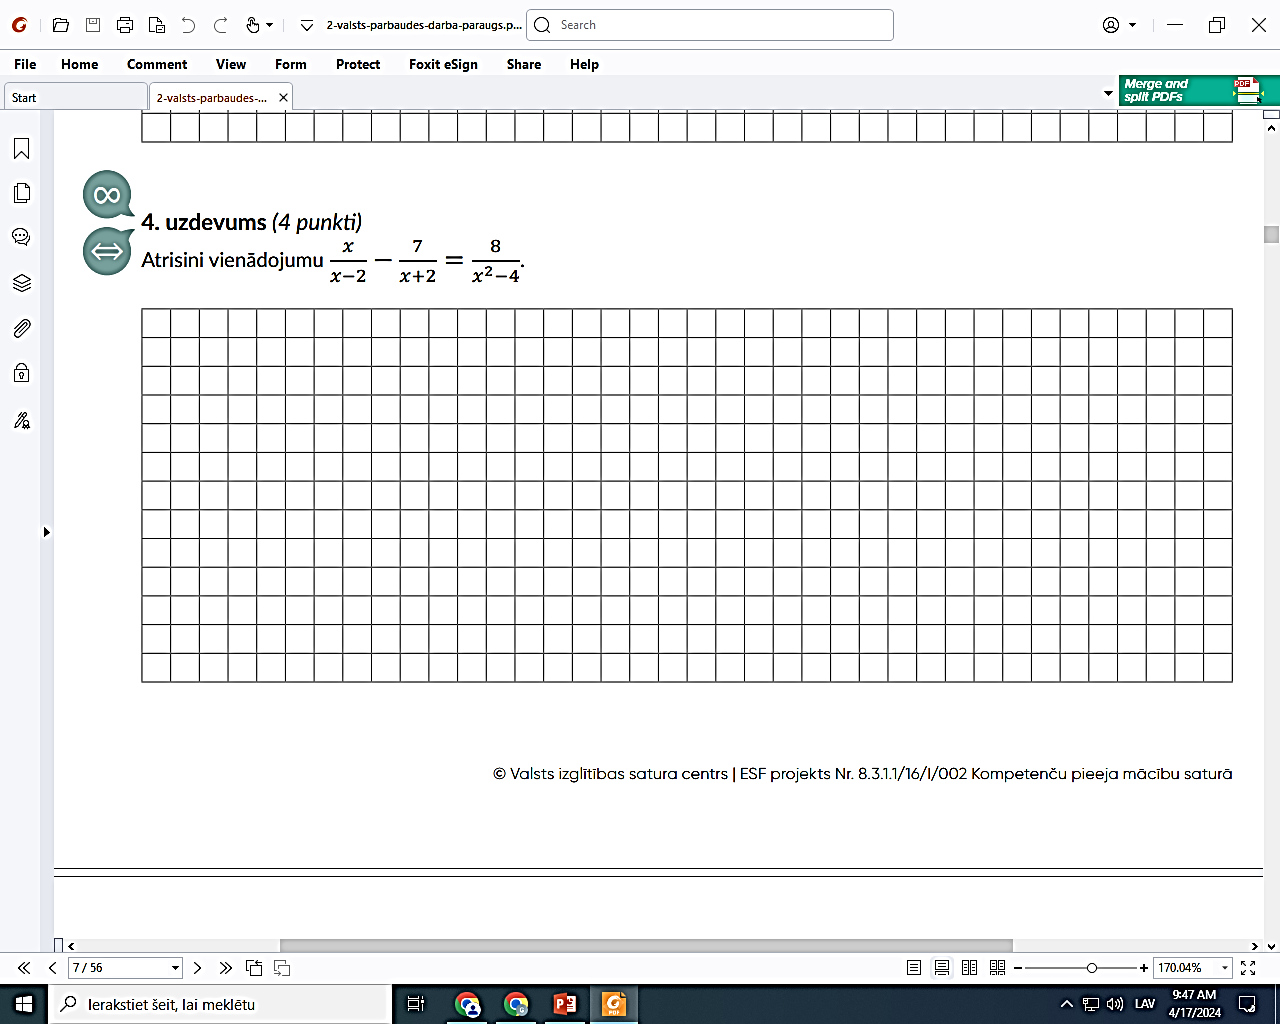 2-valsts-parbaudes-darba-paraugs.p...
Search
File Home Comment View Form Protect Foxit eSign Share Help
Start
2-valsts-parbaudes-...
Merge and
split PDFs
PDF
4. uzdevums (4 punkti)
Atrisini vienādojumu x/(x−2) − 7/(x+2) = 8/(x²−4).
© Valsts izglītības satura centrs | ESF projekts Nr. 8.3.1.1/16/I/002 Kompetenču pieeja mācību saturā
7 / 56
170.04%
Ierakstiet šeit, lai meklētu
LAV
9:47 AM
4/17/2024